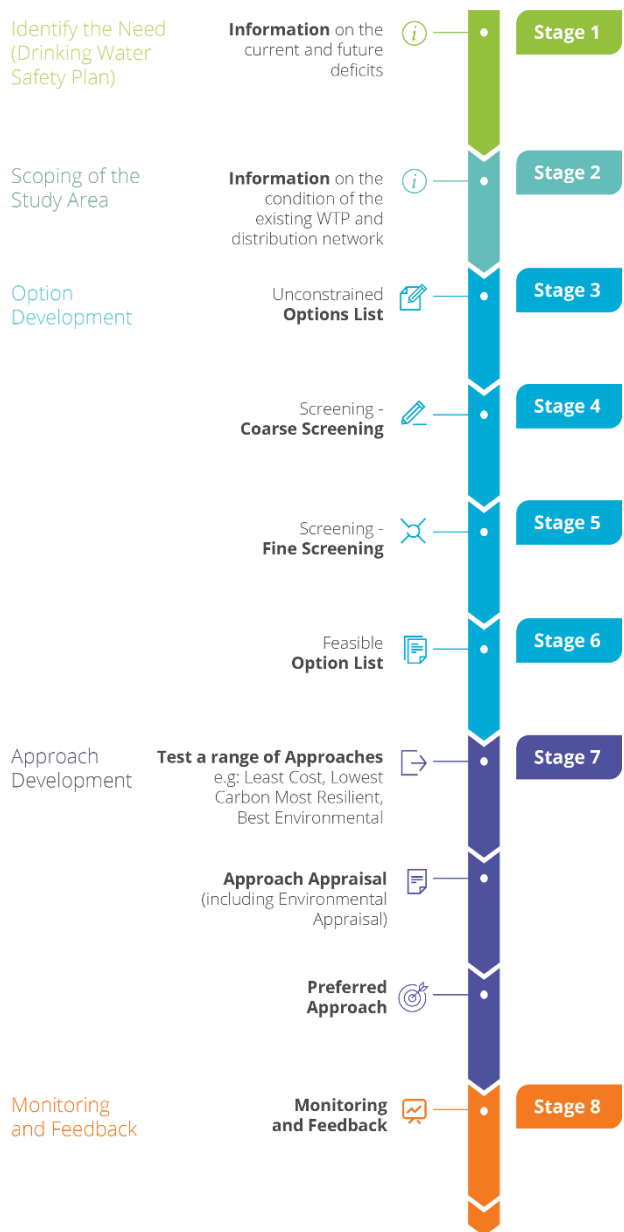 Identify the Need
(Drinking Water
Safety Plan)
Information on the
current and future
deficits
Stage 1
Scoping of the
Study Area
Information on the
condition of the
existing WTP and
distribution network
Stage 2
Option
Development
Unconstrained
Options List
Stage 3
Screening -
Coarse Screening
Stage 4
Screening -
Fine Screening
Stage 5
Feasible
Option List
Stage 6
Approach
Development
Test a range of Approaches
e.g: Least Cost, Lowest
Carbon Most Resilient,
Best Environmental
Stage 7
Approach Appraisal
(including Environmental
Appraisal)
Preferred
Approach
Monitoring
and Feedback
Monitoring
and Feedback
Stage 8